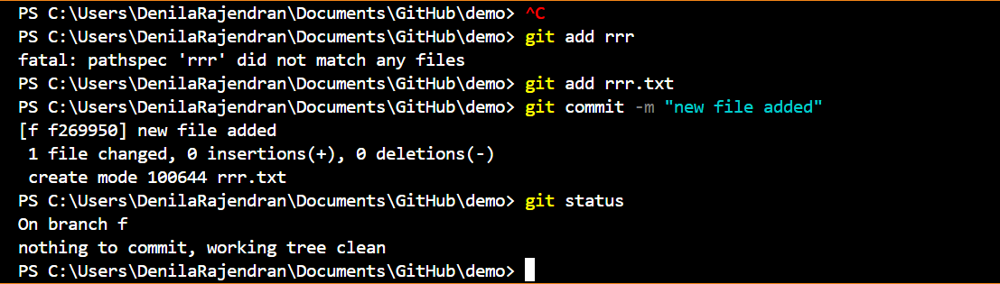 PS C:\Users\DenilaRajendran\Documents\GitHub\demo> ^C
PS C:\Users\DenilaRajendran\Documents\GitHub\demo> git add rrr
fatal: pathspec 'rrr' did not match any files
PS C:\Users\DenilaRajendran\Documents\GitHub\demo> git add rrr.txt
PS C:\Users\DenilaRajendran\Documents\GitHub\demo> git commit -m "new file added"
[f f269950] new file added
 1 file changed, 0 insertions(+), 0 deletions(-)
 create mode 100644 rrr.txt
PS C:\Users\DenilaRajendran\Documents\GitHub\demo> git status
On branch f
nothing to commit, working tree clean
PS C:\Users\DenilaRajendran\Documents\GitHub\demo>